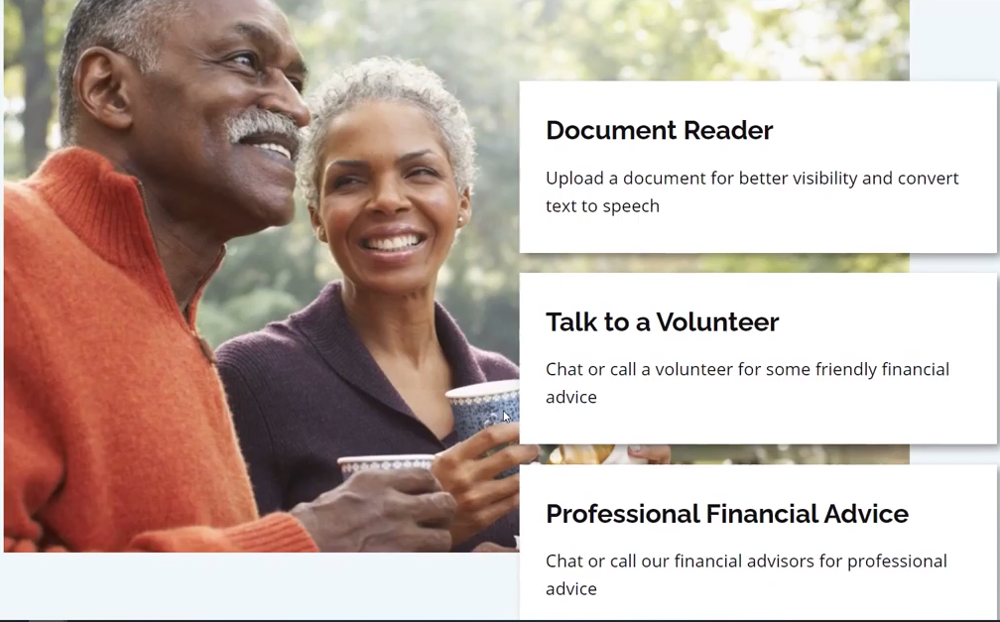 Document Reader
Upload a document for better visibility and convert
text to speech
Talk to a Volunteer
Chat or call a volunteer for some friendly financial
advice
Professional Financial Advice
Chat or call our financial advisors for professional
advice